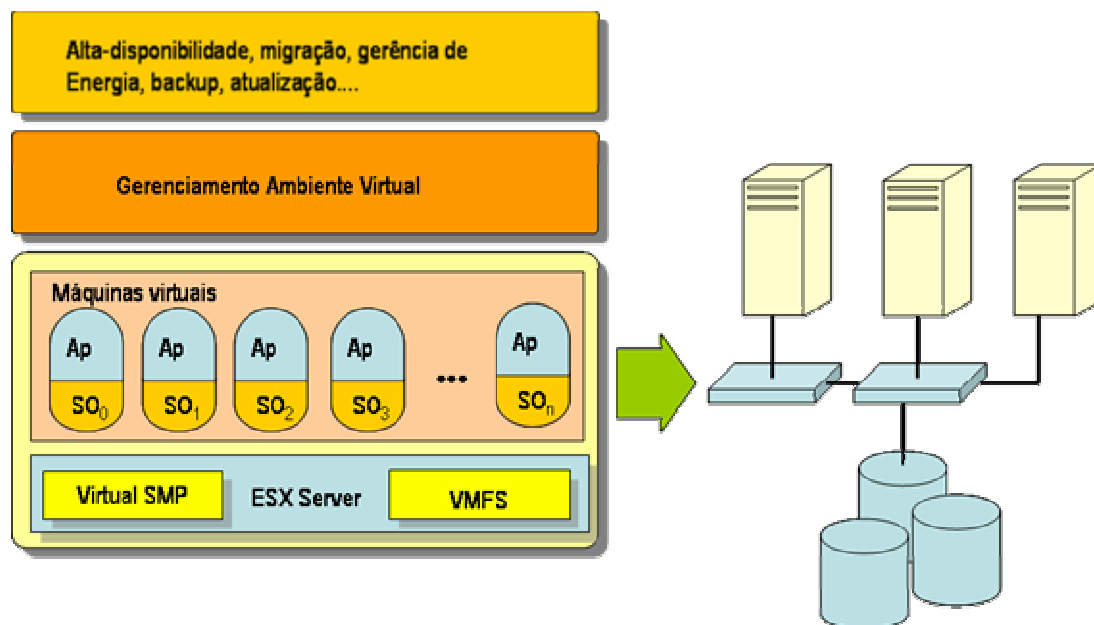 Alta-disponibilidade, migração, gerência de
Energia, backup, atualização....
Gerenciamento Ambiente Virtual
Máquinas virtuais
Ap Ap Ap Ap ... Ap
SO0 SO1 SO2 SO3 SOn
Virtual SMP ESX Server VMFS